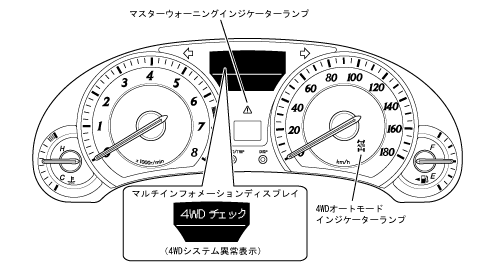 マスターウォーニングインジケーターランプ
1
2
3
4
5
6
7
8
×1000r/min
H
C
20
40
60
80
100
120
140
160
180
km/h
F
E
DISP
マルチインフォメーションディスプレイ
4WD チェック
(4WDシステム異常表示)
4WDオートモード
インジケーターランプ